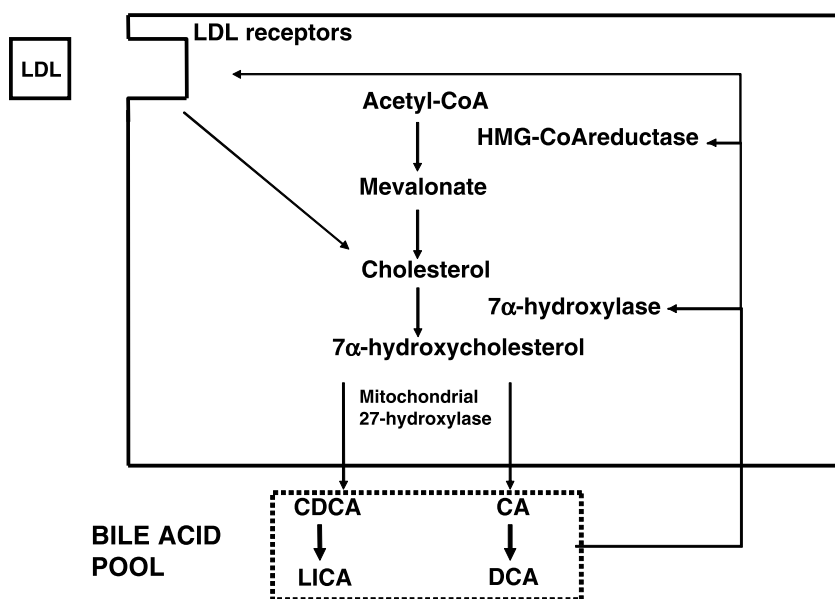 LDL receptors
LDL
Acetyl-CoA
HMG-CoAreductase
Mevalonate
Cholesterol
7α-hydroxylase
7α-hydroxycholesterol
Mitochondrial
27-hydroxylase
CDCA
CA
BILE ACID
POOL
LICA
DCA